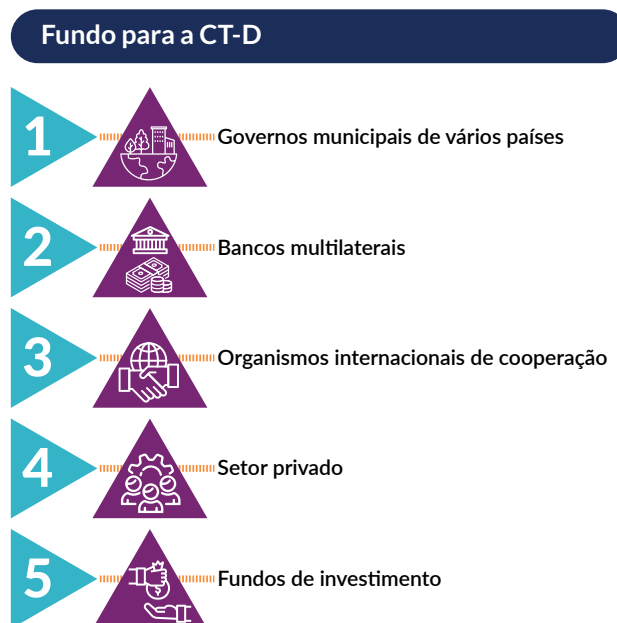 Fundo para a CT-D
1 Governos municipais de vários países
2 Bancos multilaterais
3 Organismos internacionais de cooperação
4 Setor privado
5 Fundos de investimento